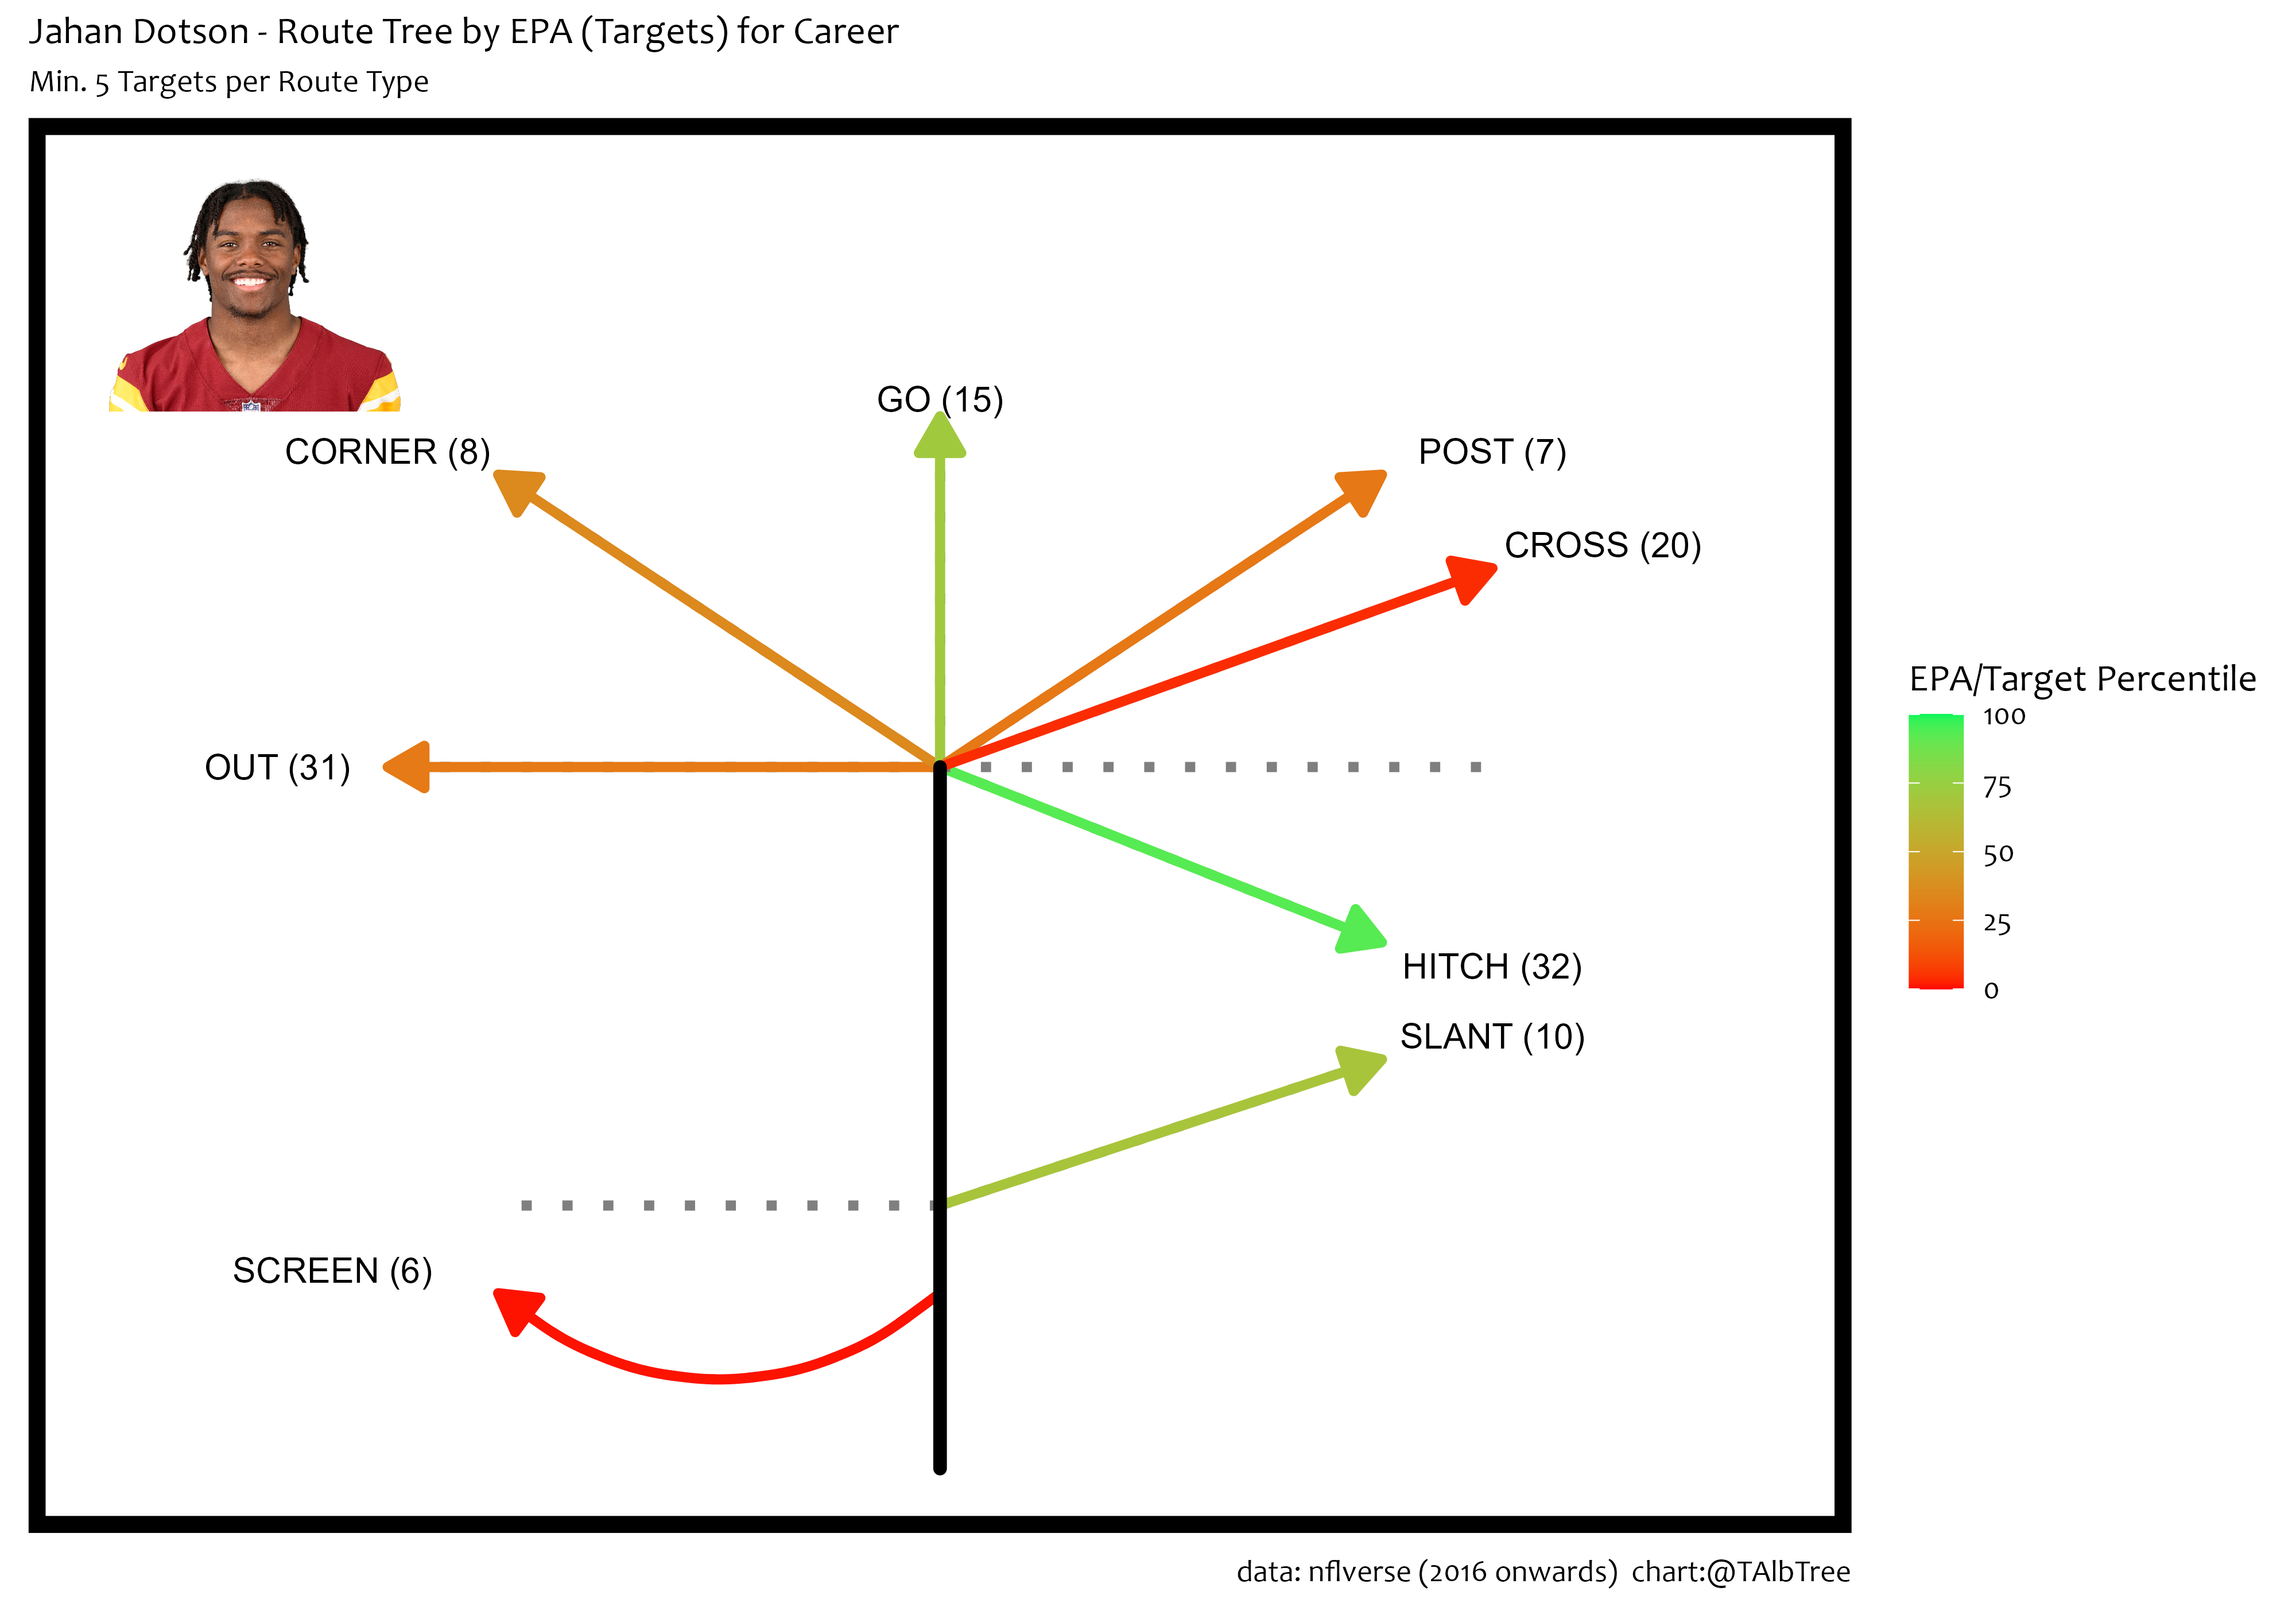 Jahan Dotson - Route Tree by EPA (Targets) for Career
Min. 5 Targets per Route Type
GO (15)
CORNER (8)
POST (7)
CROSS (20)
OUT (31)
HITCH (32)
SLANT (10)
SCREEN (6)
EPA/Target Percentile
100
75
50
25
0
data: nflverse (2016 onwards) chart:@TAlbTree